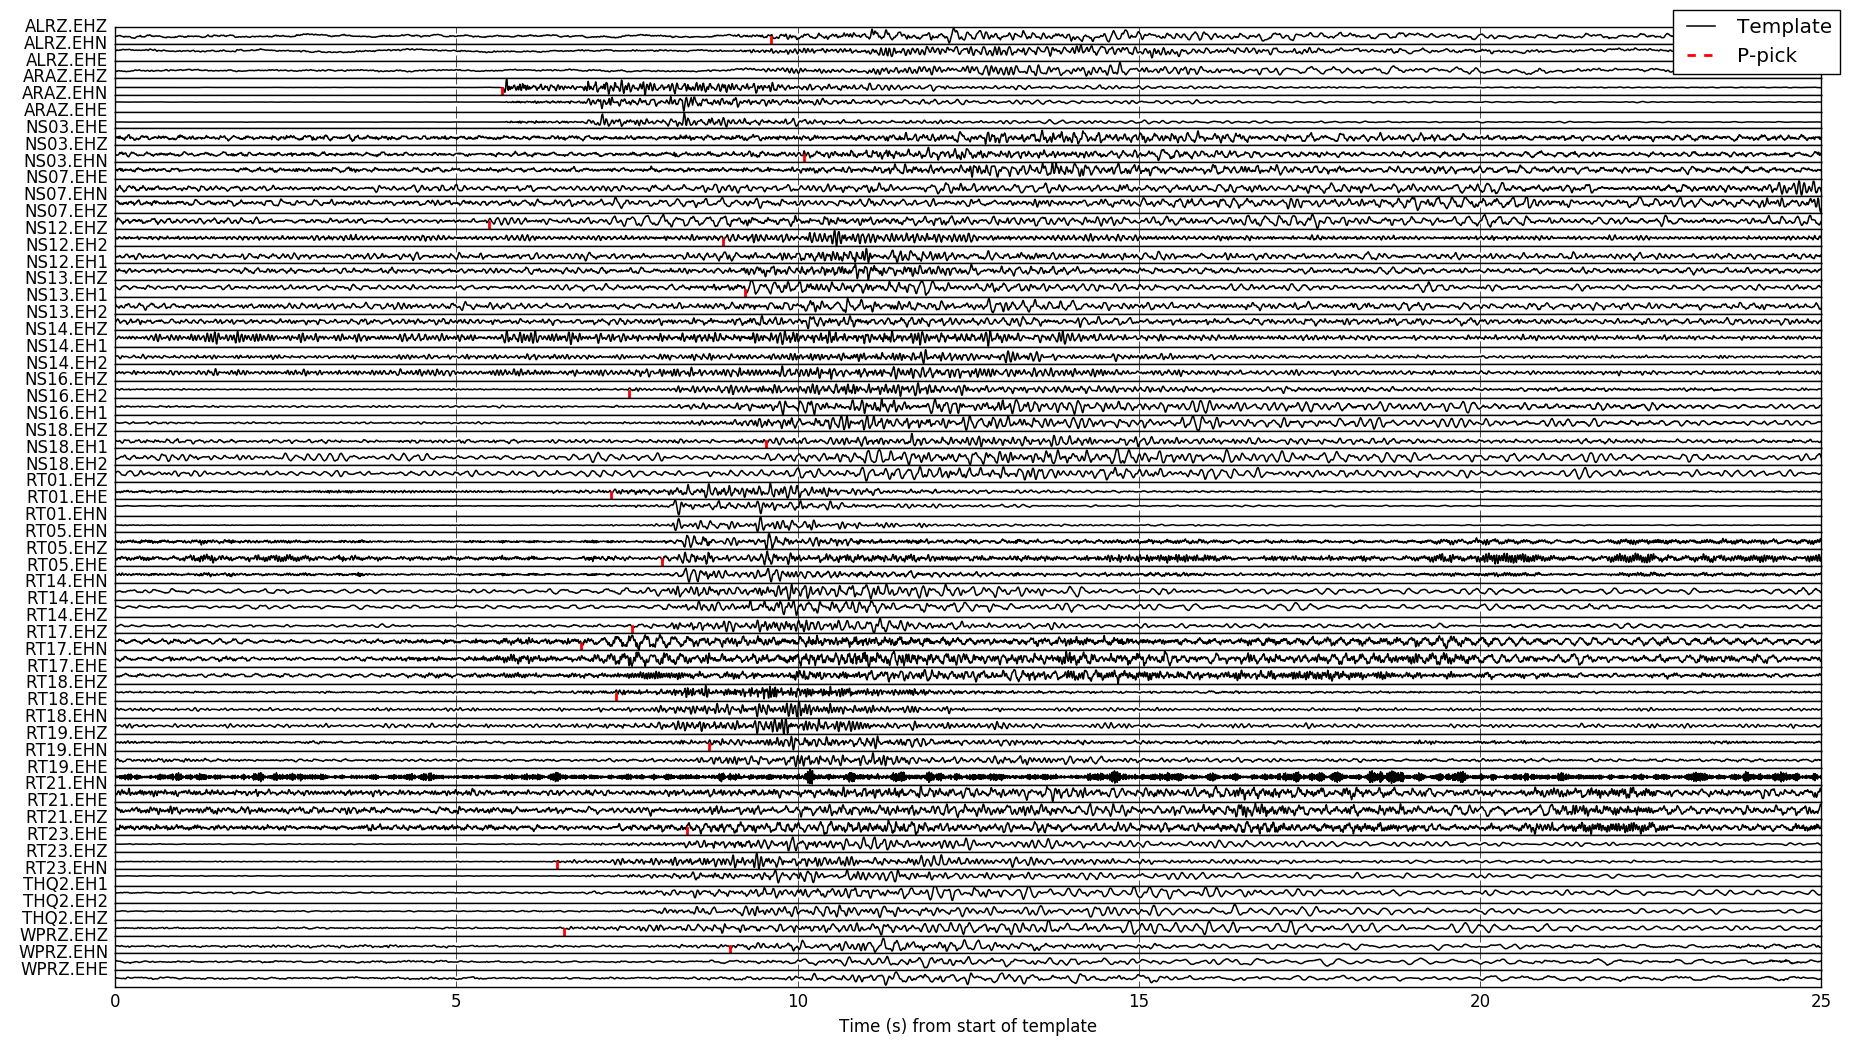 ALRZ.EHZ
ALRZ.EHN
ALRZ.EHE
ARAZ.EHZ
ARAZ.EHN
ARAZ.EHE
NS03.EHE
NS03.EHZ
NS03.EHN
NS07.EHE
NS07.EHN
NS07.EHZ
NS12.EHZ
NS12.EH2
NS12.EH1
NS13.EHZ
NS13.EH1
NS13.EH2
NS14.EHZ
NS14.EH1
NS14.EH2
NS16.EHZ
NS16.EH2
NS16.EH1
NS18.EHZ
NS18.EH1
NS18.EH2
RT01.EHZ
RT01.EHE
RT01.EHN
RT05.EHN
RT05.EHZ
RT05.EHE
RT14.EHN
RT14.EHE
RT14.EHZ
RT17.EHZ
RT17.EHN
RT17.EHE
RT18.EHZ
RT18.EHE
RT18.EHN
RT19.EHZ
RT19.EHN
RT19.EHE
RT21.EHN
RT21.EHE
RT21.EHZ
RT23.EHE
RT23.EHZ
RT23.EHN
THQ2.EH1
THQ2.EH2
THQ2.EHZ
WPRZ.EHZ
WPRZ.EHN
WPRZ.EHE
Template
P-pick
0 5 10 15 20 25
Time (s) from start of template